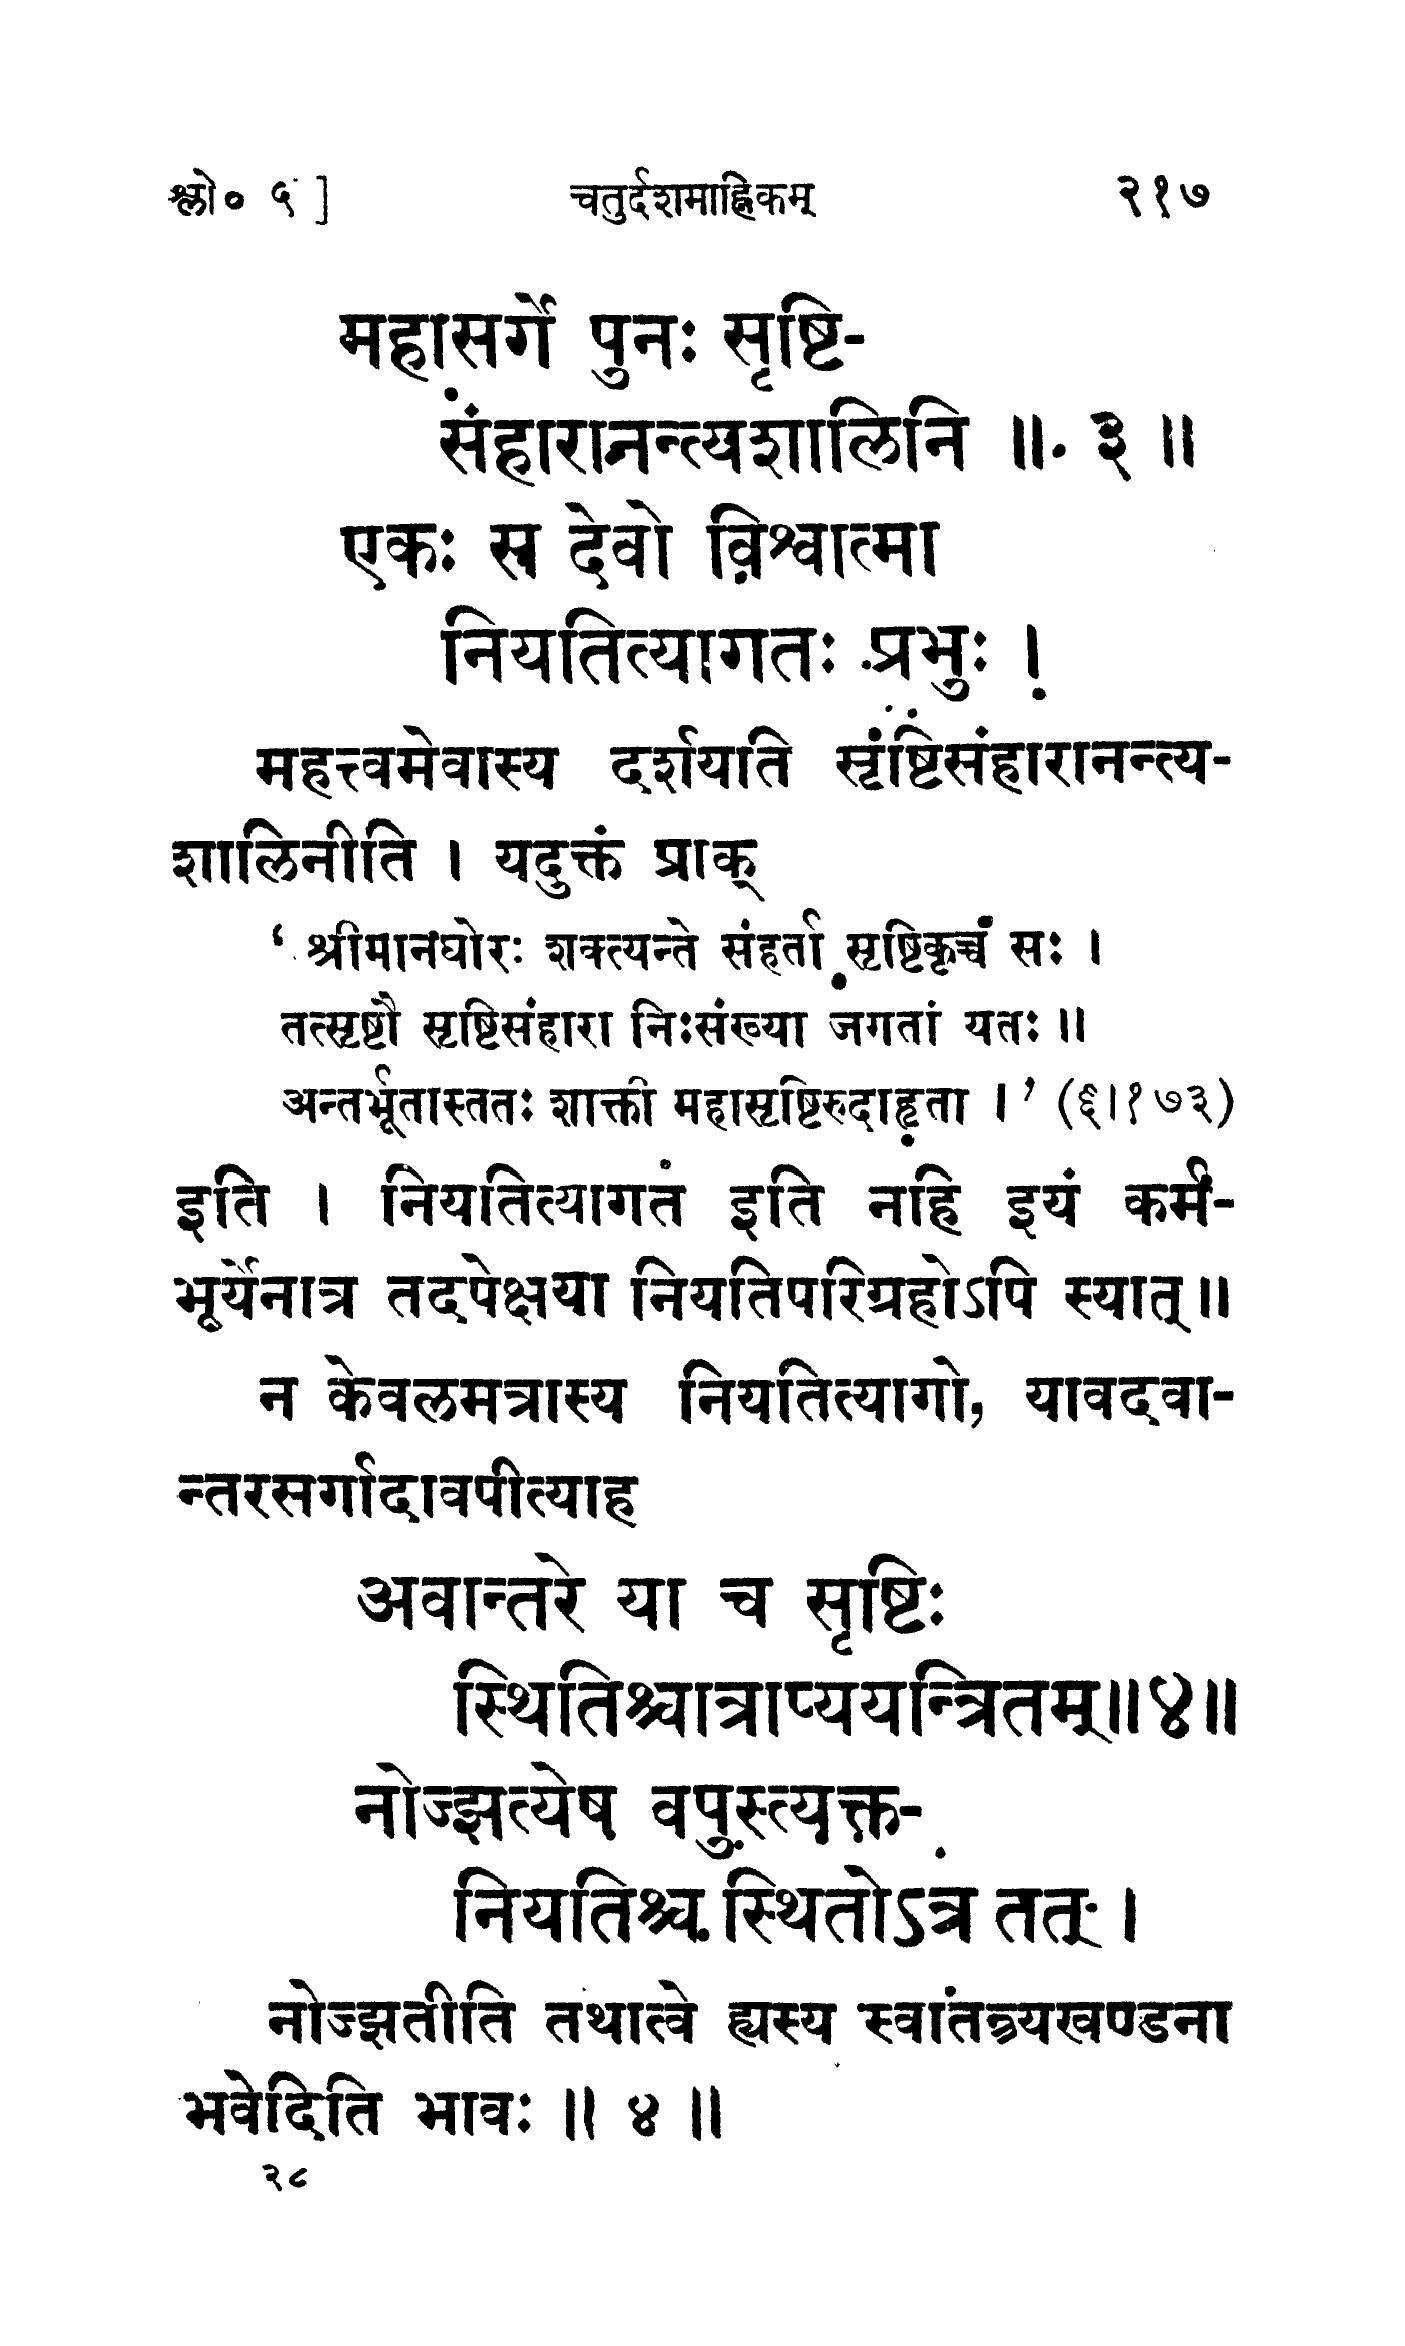 श्लो० ५ ] चतुर्दशमाह्निकम् २१७
महासर्गे पुनः सृष्टि-
संहारानन्त्यशालिनि ॥ ३ ॥
एकः स देवो विश्वात्मा
नियतित्यागतः प्रभुः ।
महत्त्वमेवास्य दर्शयति सृष्टिसंहारानन्त्य-
शालिनीति । यदुक्तं प्राक्
‘ श्रीमानघोरः शक्त्यन्ते संहर्ता सृष्टिकृच्च सः ।
तत्सृष्टौ सृष्टिसंहारा निःसंख्या जगतां यतः ॥
अन्तर्भूतास्ततः शाक्ती महासृष्टिरुदाहृता ।’ (६।१७३)
इति । नियतित्यागत इति नहि इयं कर्म-
भूर्येनात्र तदपेक्षया नियतिपरिग्रहोऽपि स्यात् ॥
न केवलमत्रास्य नियतित्यागो, यावदवा-
न्तरसर्गादावपीत्याह
अवान्तरे या च सृष्टिः
स्थितिश्चात्राप्ययन्त्रितम् ॥ ४ ॥
नोज्झत्येष वपुस्त्यक्त-
नियतिश्च स्थितोऽत्र तत् ।
नोज्झतीति तथात्वे ह्यस्य स्वातन्त्र्यखण्डना
भवेदिति भावः ॥ ४ ॥
२८